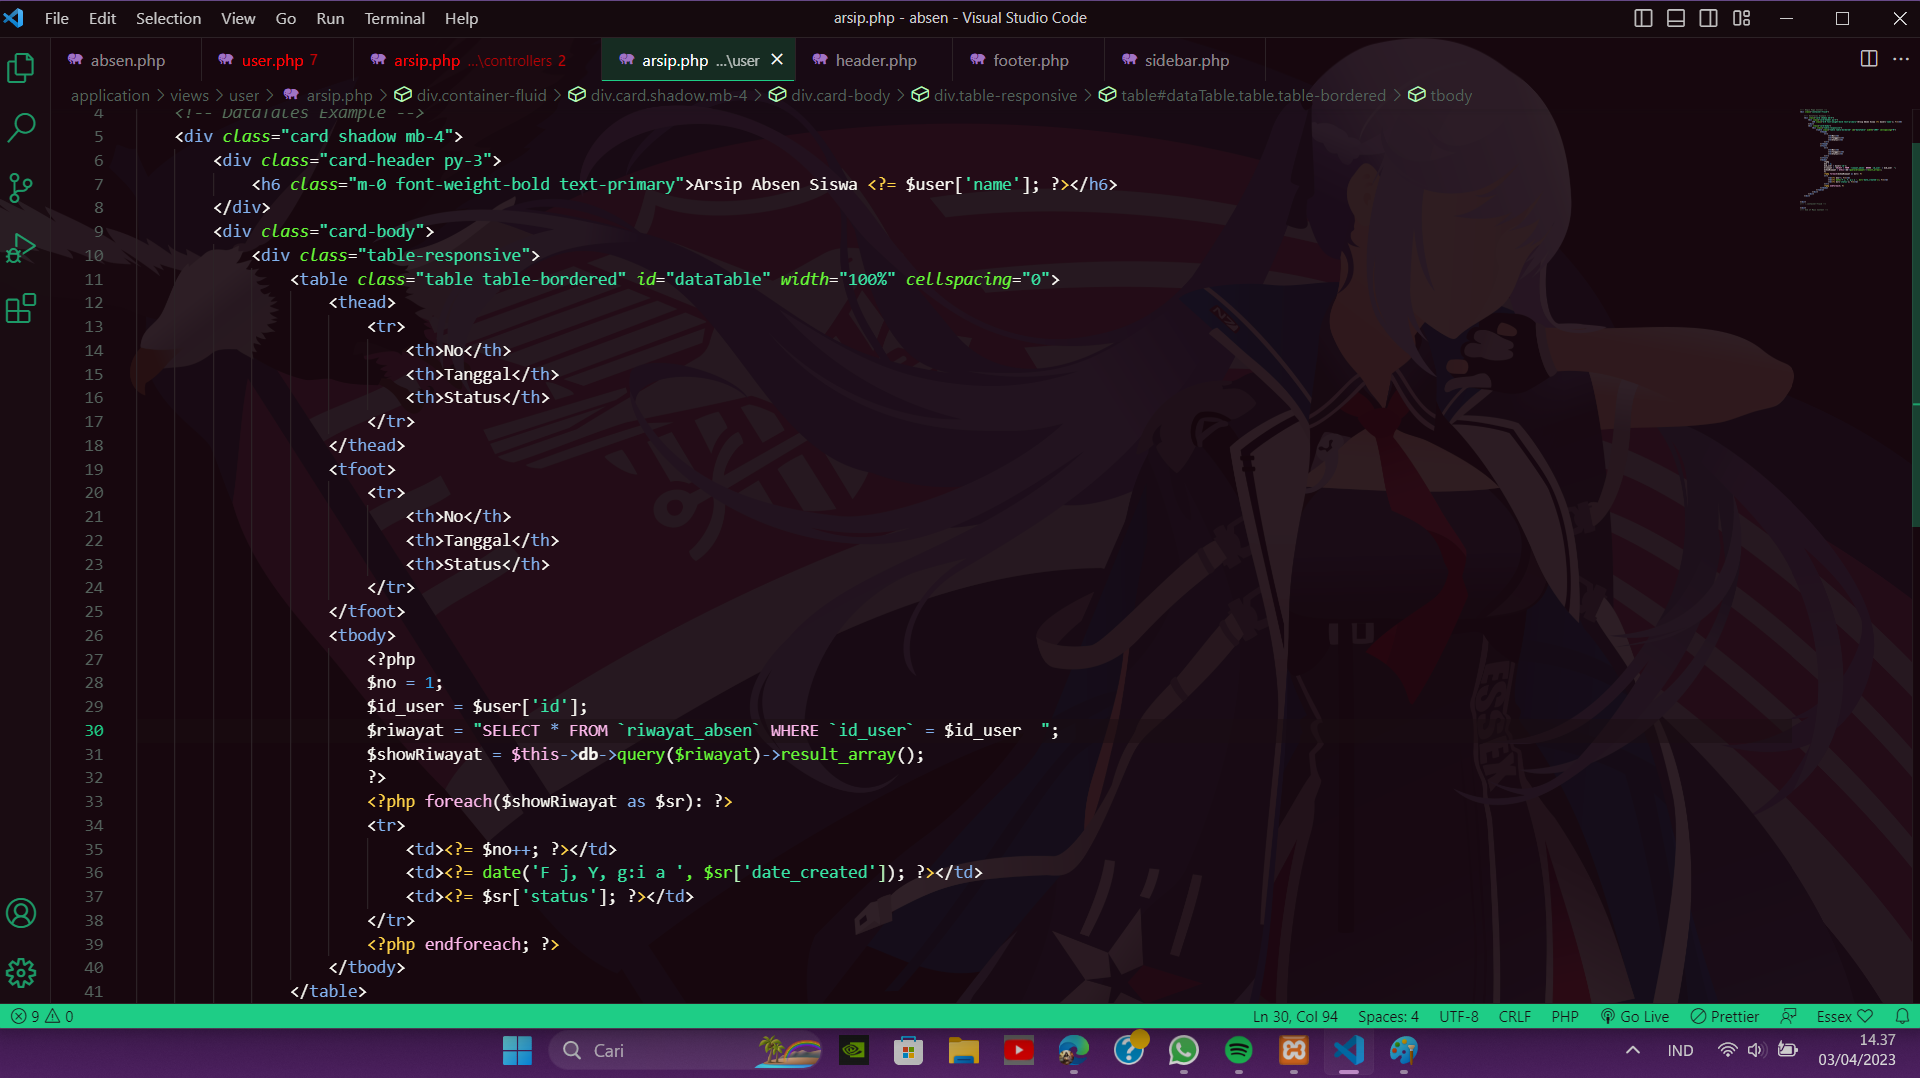 File Edit Selection View Go Run Terminal Help
arsip.php - absen - Visual Studio Code
absen.php user.php 7 arsip.php ...\controllers 2 arsip.php ...\user header.php footer.php sidebar.php
application > views > user > arsip.php > div.container-fluid > div.card.shadow.mb-4 > div.card-body > div.table-responsive > table#dataTable.table.table-bordered > tbody
4 <!-- DataTales Example -->
5 <div class="card shadow mb-4">
6 <div class="card-header py-3">
7 <h6 class="m-0 font-weight-bold text-primary">Arsip Absen Siswa <?= $user['name']; ?></h6>
8 </div>
9 <div class="card-body">
10 <div class="table-responsive">
11 <table class="table table-bordered" id="dataTable" width="100%" cellspacing="0">
12 <thead>
13 <tr>
14 <th>No</th>
15 <th>Tanggal</th>
16 <th>Status</th>
17 </tr>
18 </thead>
19 <tfoot>
20 <tr>
21 <th>No</th>
22 <th>Tanggal</th>
23 <th>Status</th>
24 </tr>
25 </tfoot>
26 <tbody>
27 <?php
28 $no = 1;
29 $id_user = $user['id'];
30 $riwayat = "SELECT * FROM `riwayat_absen` WHERE `id_user` = $id_user  ";
31 $showRiwayat = $this->db->query($riwayat)->result_array();
32 ?>
33 <?php foreach($showRiwayat as $sr): ?>
34 <tr>
35 <td><?= $no++; ?></td>
36 <td><?= date('F j, Y, g:i a ', $sr['date_created']); ?></td>
37 <td><?= $sr['status']; ?></td>
38 </tr>
39 <?php endforeach; ?>
40 </tbody>
41 </table>
ESSEX
9 0 Ln 30, Col 94 Spaces: 4 UTF-8 CRLF PHP Go Live Prettier Essex
Cari
IND
14.37
03/04/2023